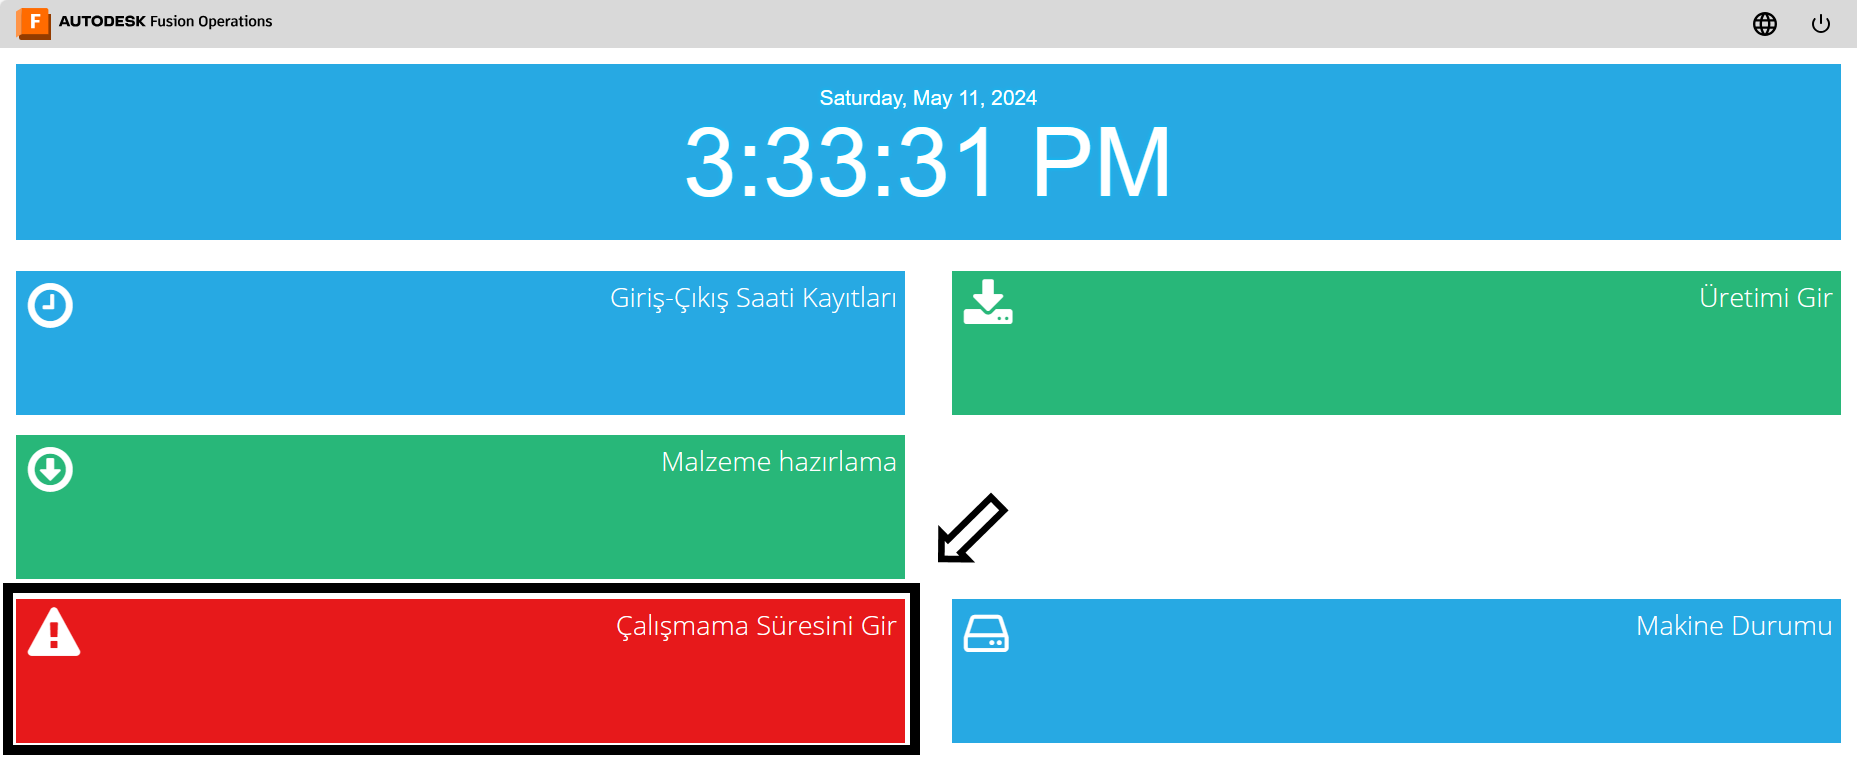 AUTODESK Fusion Operations
Saturday, May 11, 2024
3:33:31 PM
Giriş-Çıkış Saati Kayıtları
Üretimi Gir
Malzeme hazırlama
Çalışmama Süresini Gir
Makine Durumu